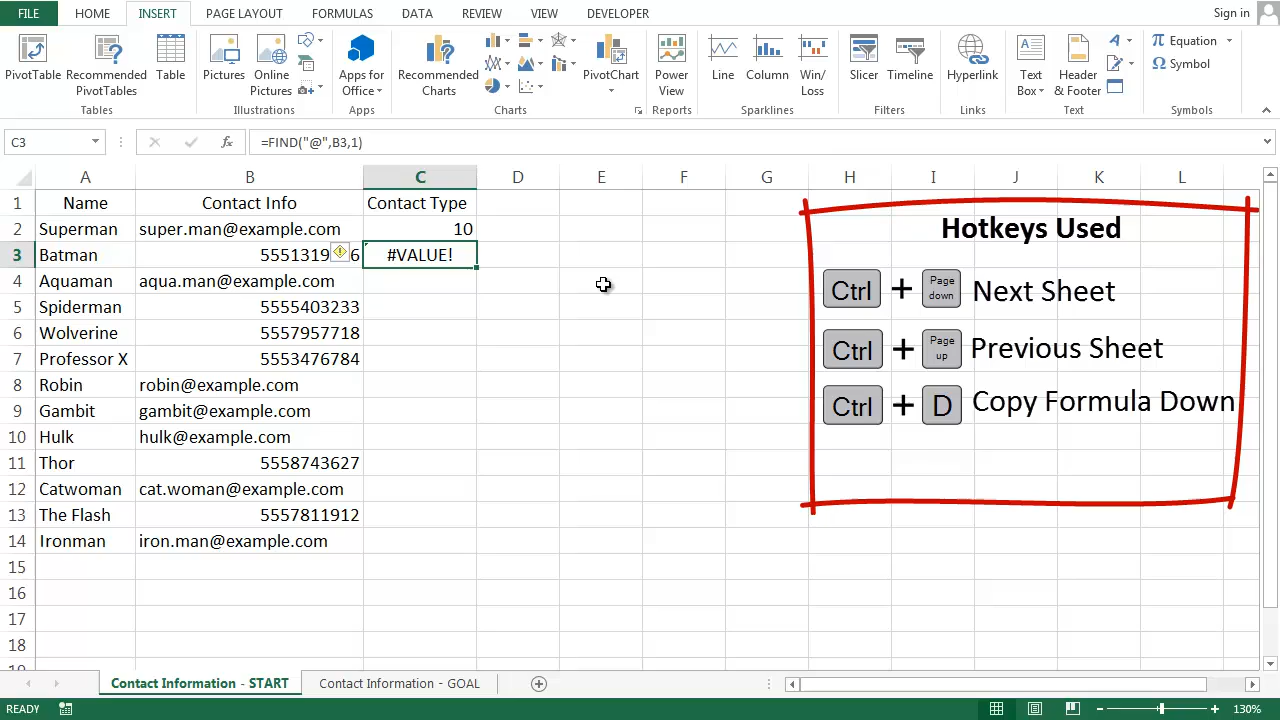 FILE HOME INSERT PAGE LAYOUT FORMULAS DATA REVIEW VIEW DEVELOPER Sign in
PivotTable Recommended PivotTables Table Pictures Online Pictures Apps for Office Recommended Charts PivotChart Power View Line Column Win/Loss Slicer Timeline Hyperlink Text Box Header & Footer Equation Symbol
Tables Illustrations Apps Charts Reports Sparklines Filters Links Text Symbols
C3 fx =FIND("@",B3,1)
A B C D E F G H I J K L
1 Name Contact Info Contact Type
2 Superman super.man@example.com 10
3 Batman 5551319 6 #VALUE!
4 Aquaman aqua.man@example.com
5 Spiderman 5555403233
6 Wolverine 5557957718
7 Professor X 5553476784
8 Robin robin@example.com
9 Gambit gambit@example.com
10 Hulk hulk@example.com
11 Thor 5558743627
12 Catwoman cat.woman@example.com
13 The Flash 5557811912
14 Ironman iron.man@example.com
15
16
17
18
Hotkeys Used
Ctrl + Page down Next Sheet
Ctrl + Page up Previous Sheet
Ctrl + D Copy Formula Down
Contact Information - START Contact Information - GOAL
READY 130%